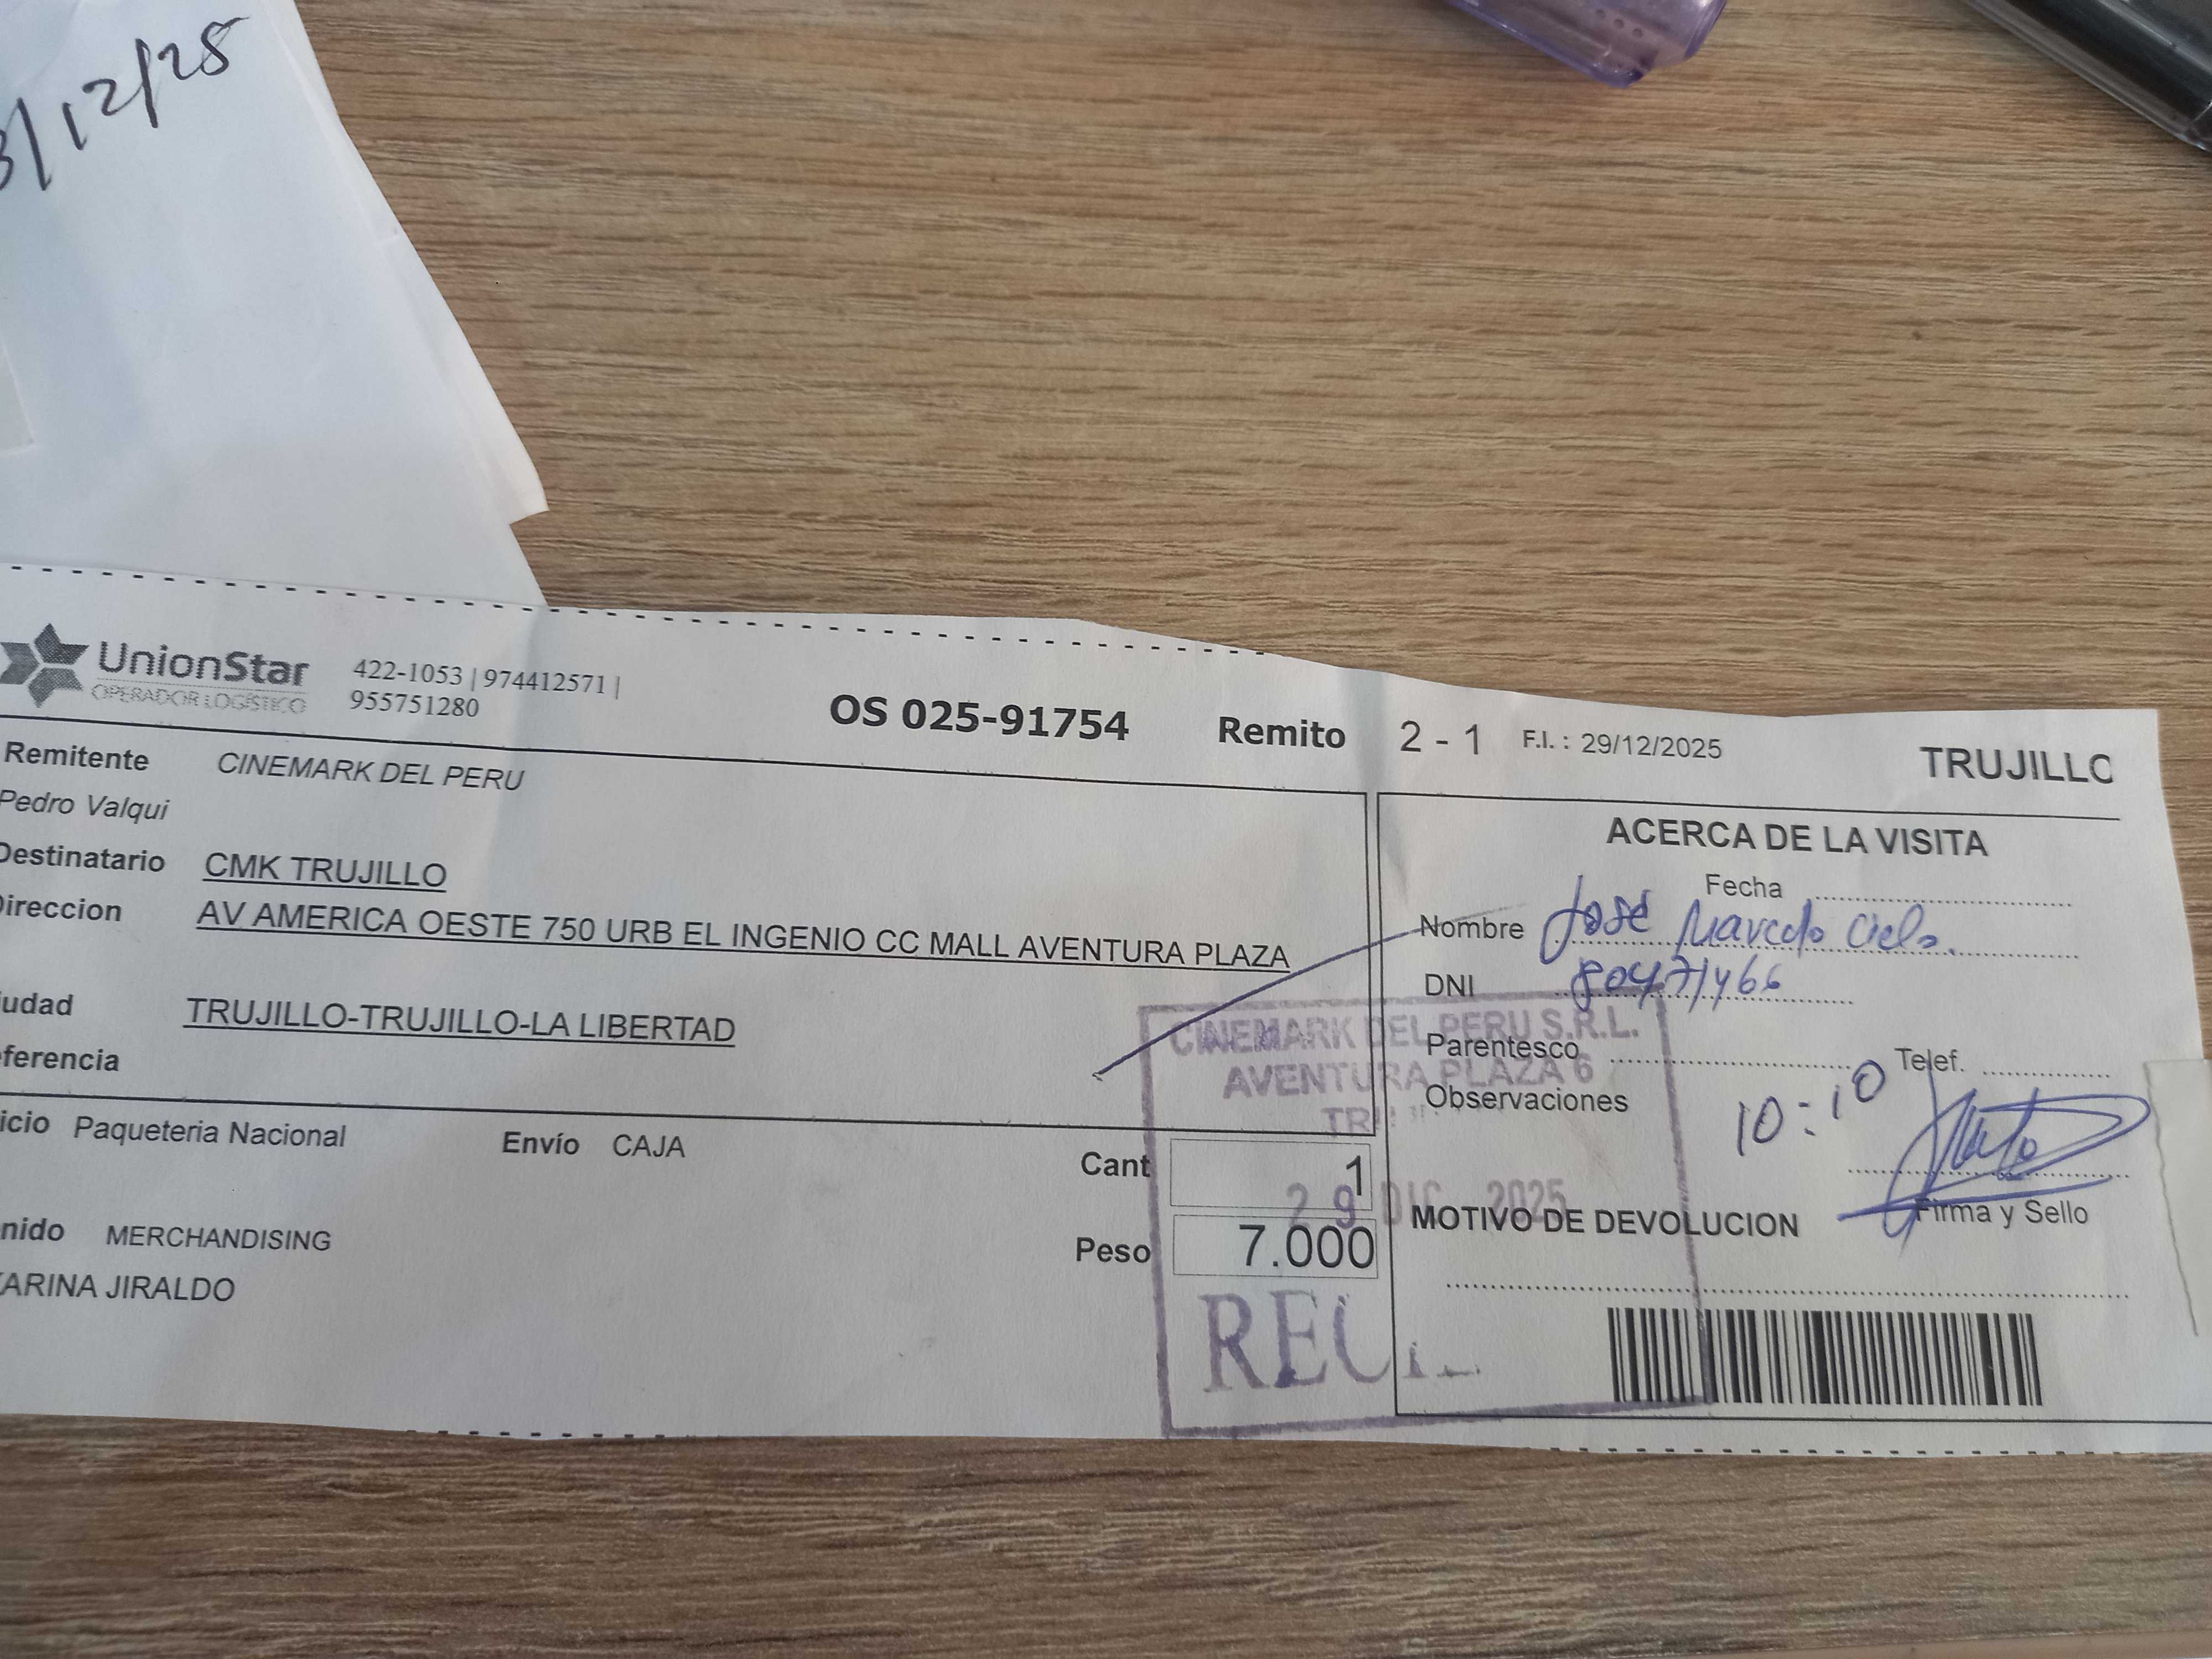 /12/25
UnionStar
OPERADOR LOGÍSTICO
422-1053 | 974412571 |
955751280
OS 025-91754 Remito 2 - 1 F.I. : 29/12/2025 TRUJILLO
Remitente CINEMARK DEL PERU
Pedro Valqui
Destinatario CMK TRUJILLO
Direccion AV AMERICA OESTE 750 URB EL INGENIO CC MALL AVENTURA PLAZA
iudad TRUJILLO-TRUJILLO-LA LIBERTAD
ferencia
icio Paqueteria Nacional Envío CAJA
Cant 1
nido MERCHANDISING
Peso 7.000
ARINA JIRALDO
ACERCA DE LA VISITA
Fecha
Nombre José
DNI 80471466
Parentesco Telef.
Observaciones
10:10
Firma y Sello
MOTIVO DE DEVOLUCION
CINEMARK DEL PERU S.R.L.
AVENTURA PLAZA 6
TRU
29 DIC 2025
REC